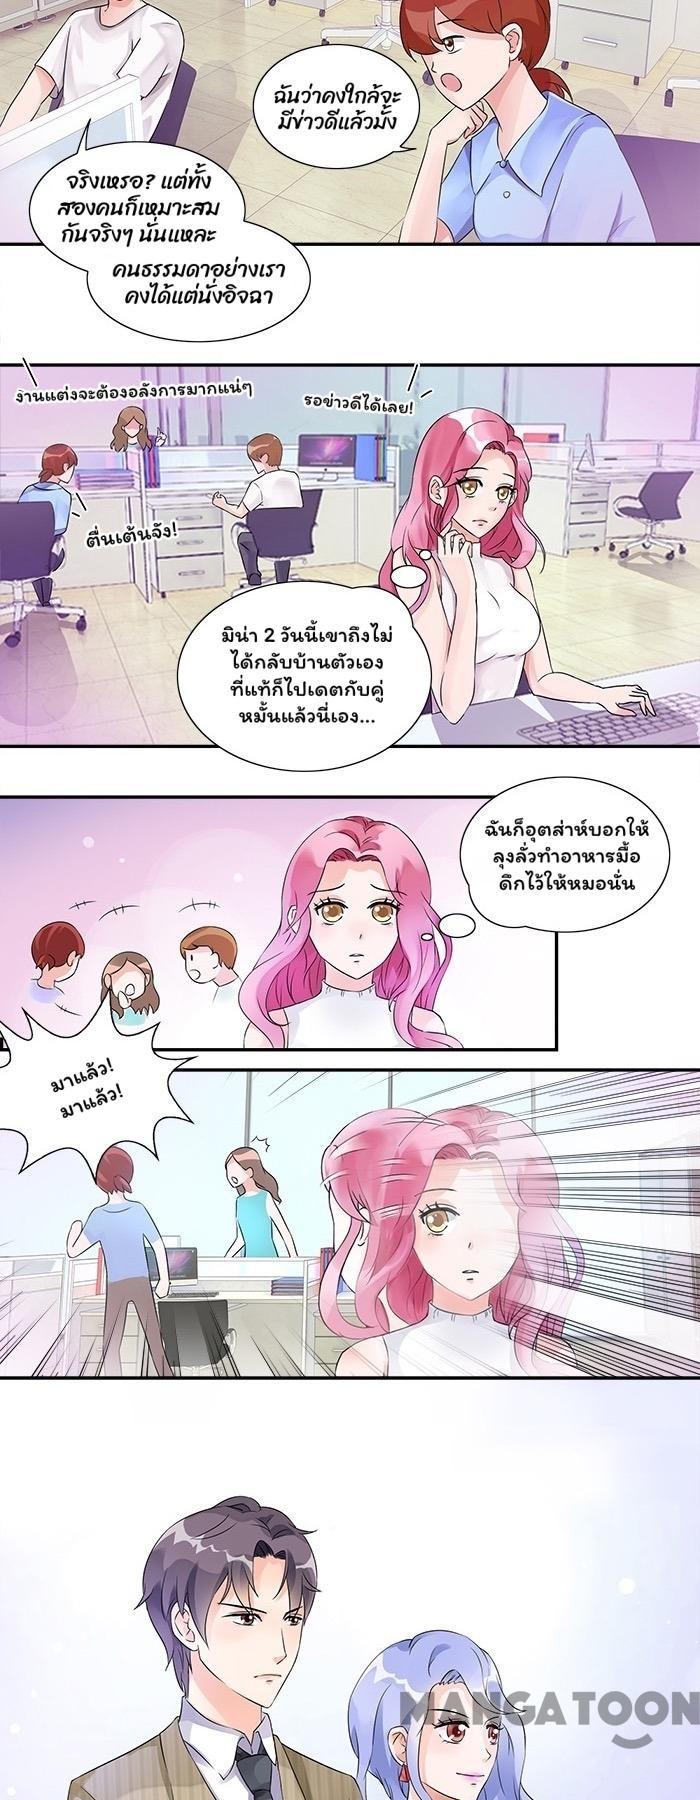 ฉันว่าคงใกล้จะ
มีข่าวดีแล้วมั้ง
จริงเหรอ? แต่ทั้ง
สองคนก็เหมาะสม
กันจริงๆ นั่นแหละ
คนธรรมดาอย่างเรา
คงได้แต่นั่งอิจฉา
งานแต่งจะต้องอลังการมากแน่ๆ
รอข่าวดีได้เลย!
ตื่นเต้นจัง!
มิน่า 2 วันนี้เขาถึงไม่
ได้กลับบ้านตัวเอง
ที่แท้ก็ไปเดตกับคู่
หมั้นแล้วนี่เอง...
ฉันก็อุตส่าห์บอกให้
ลุงลั่วทำอาหารมื้อ
ดึกไว้ให้หมอนั่น
มาแล้ว!
มาแล้ว!
MANGATOON